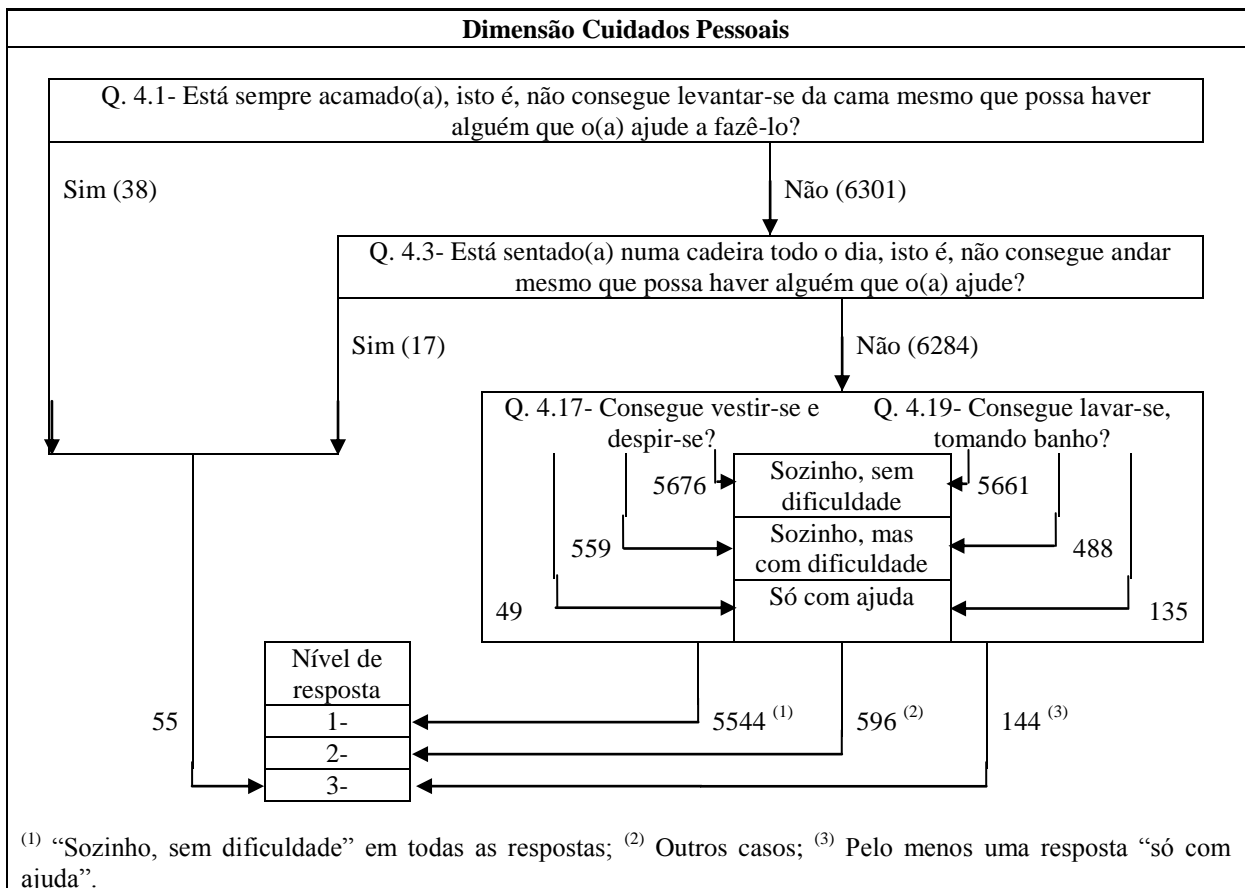 Dimensão Cuidados Pessoais
Q. 4.1- Está sempre acamado(a), isto é, não consegue levantar-se da cama mesmo que possa haver
alguém que o(a) ajude a fazê-lo?
Sim (38)
Não (6301)
Q. 4.3- Está sentado(a) numa cadeira todo o dia, isto é, não consegue andar
mesmo que possa haver alguém que o(a) ajude?
Sim (17)
Não (6284)
Q. 4.17- Consegue vestir-se e
despir-se?
Q. 4.19- Consegue lavar-se,
tomando banho?
5676
Sozinho, sem
dificuldade
5661
559
Sozinho, mas
com dificuldade
488
49
Só com ajuda
135
Nível de
resposta
55
1-
5544 (1)
596 (2)
144 (3)
2-
3-
(1) “Sozinho, sem dificuldade” em todas as respostas; (2) Outros casos; (3) Pelo menos uma resposta “só com
ajuda”.